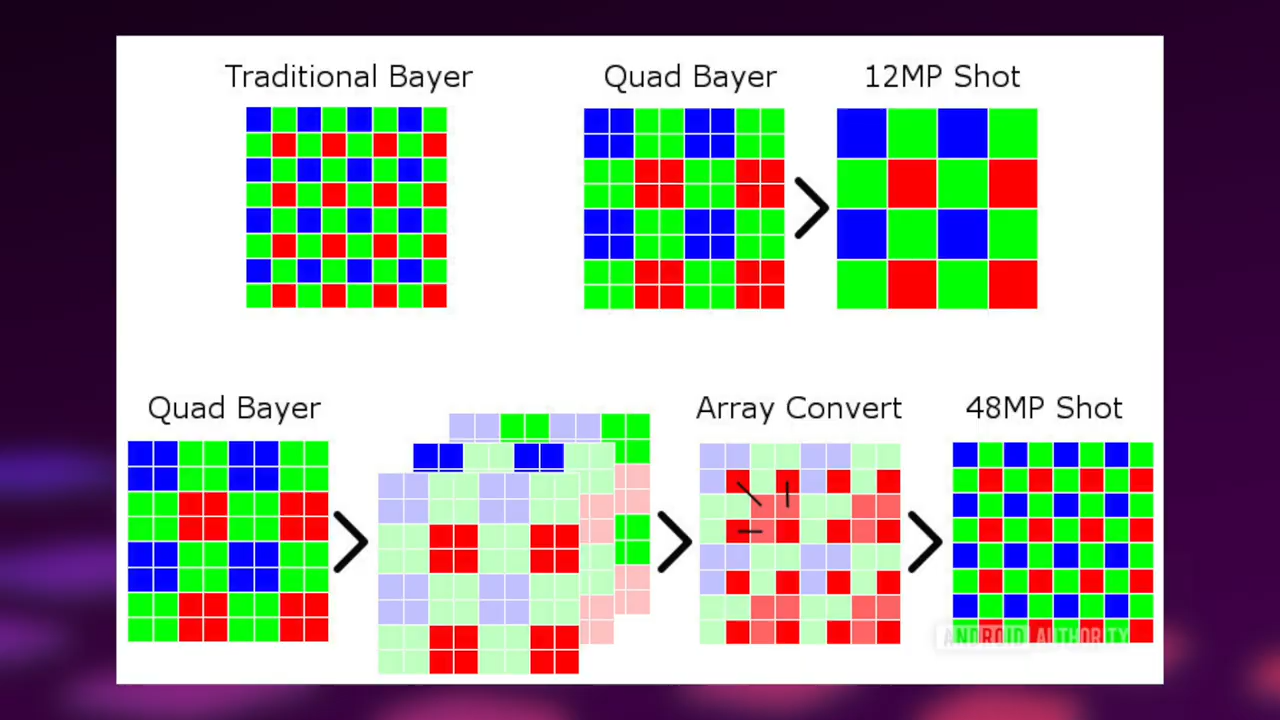 Traditional Bayer
Quad Bayer
12MP Shot
Quad Bayer
Array Convert
48MP Shot
ANDROID AUTHORITY